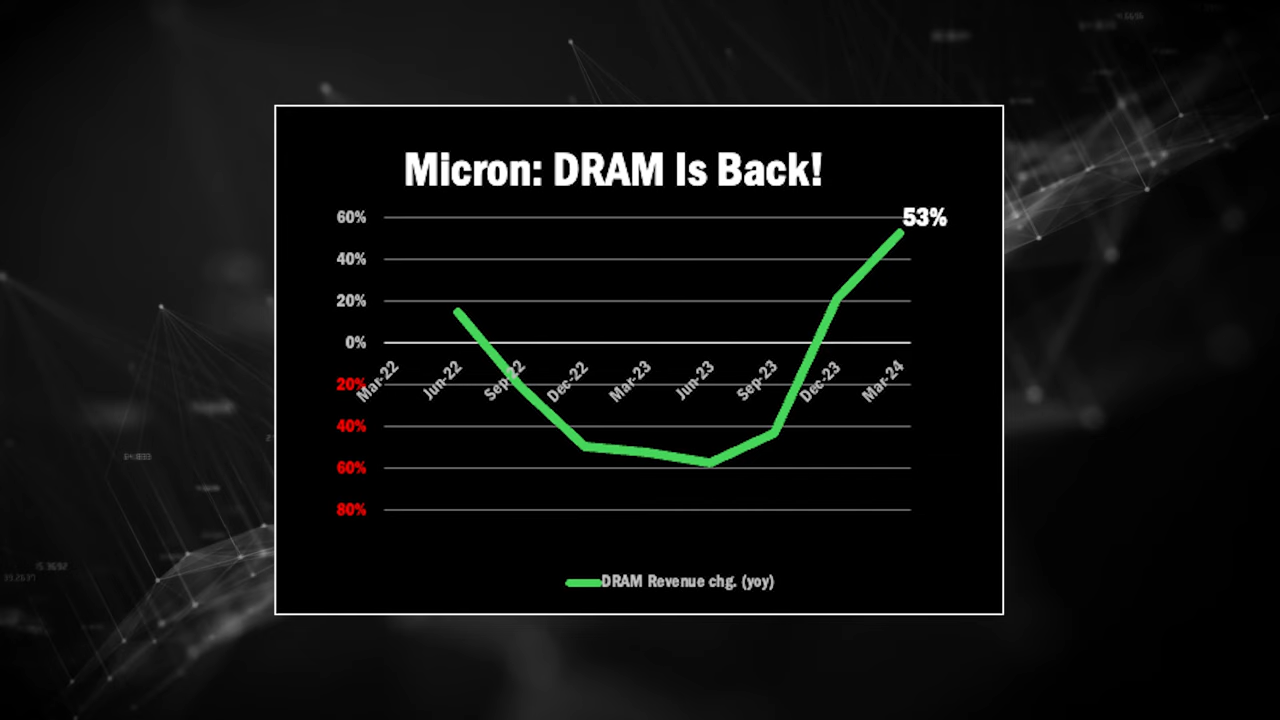 Micron: DRAM Is Back!
53%
60%
40%
20%
0%
20%
40%
60%
80%
Mar-22
Jun-22
Sep-22
Dec-22
Mar-23
Jun-23
Sep-23
Dec-23
Mar-24
DRAM Revenue chg. (yoy)